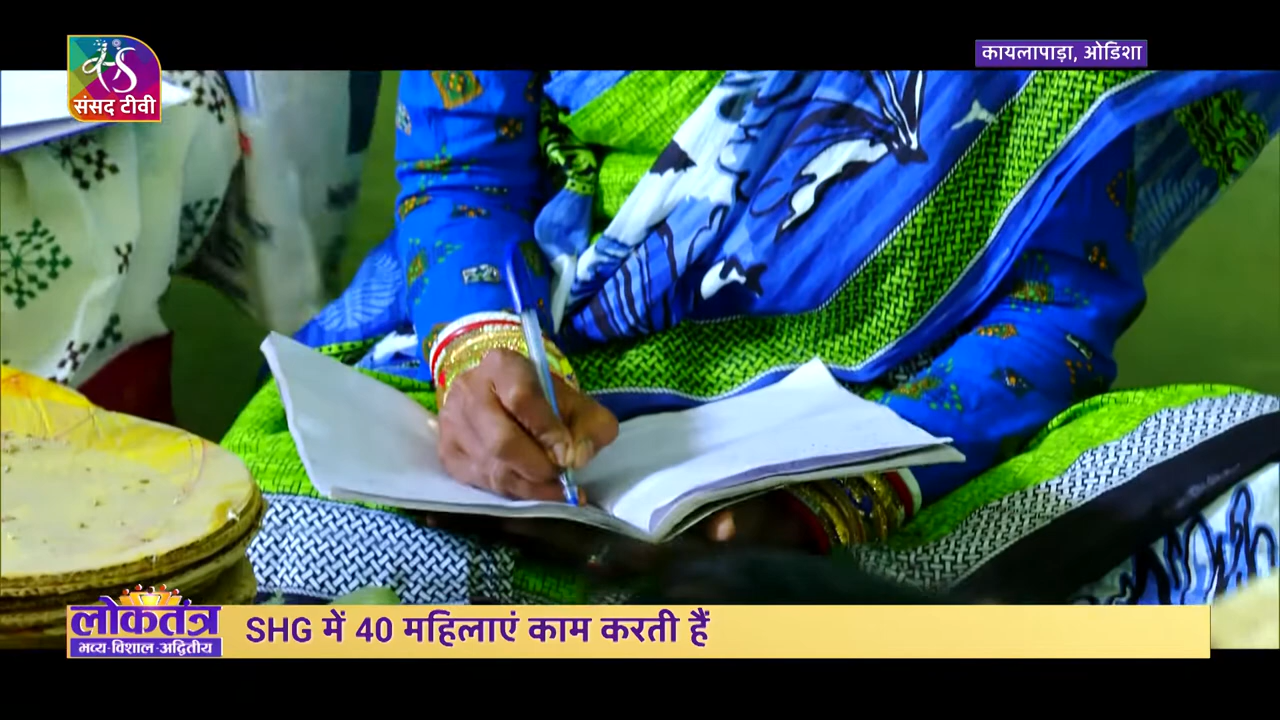 संसद टीवी
कायलापाड़ा, ओडिशा
लोकतंत्र
भव्य-विशाल-अद्वितीय
SHG में 40 महिलाएं काम करती हैं